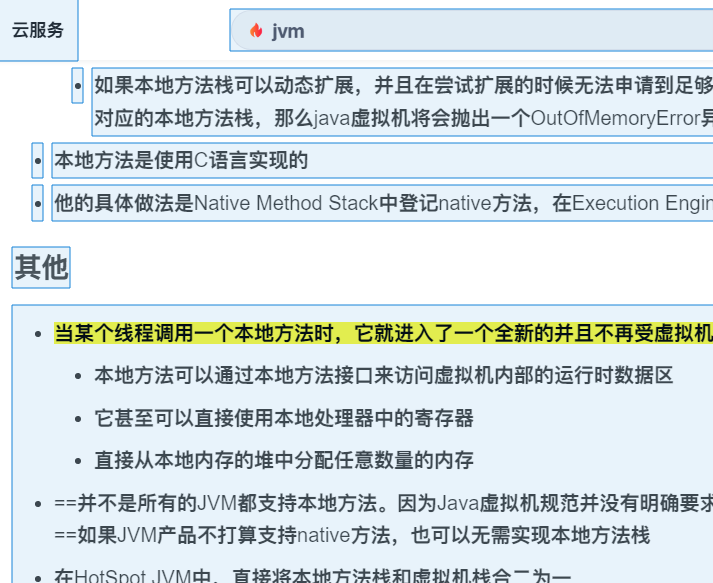 云服务
jvm
如果本地方法栈可以动态扩展，并且在尝试扩展的时候无法申请到足够
对应的本地方法栈，那么java虚拟机将会抛出一个OutOfMemoryError异
本地方法是使用C语言实现的
他的具体做法是Native Method Stack中登记native方法，在Execution Engin
其他
当某个线程调用一个本地方法时，它就进入了一个全新的并且不再受虚拟机
本地方法可以通过本地方法接口来访问虚拟机内部的运行时数据区
它甚至可以直接使用本地处理器中的寄存器
直接从本地内存的堆中分配任意数量的内存
==并不是所有的JVM都支持本地方法。因为Java虚拟机规范并没有明确要求
==如果JVM产品不打算支持native方法，也可以无需实现本地方法栈
在HotSpot JVM中，直接将本地方法栈和虚拟机栈合二为一